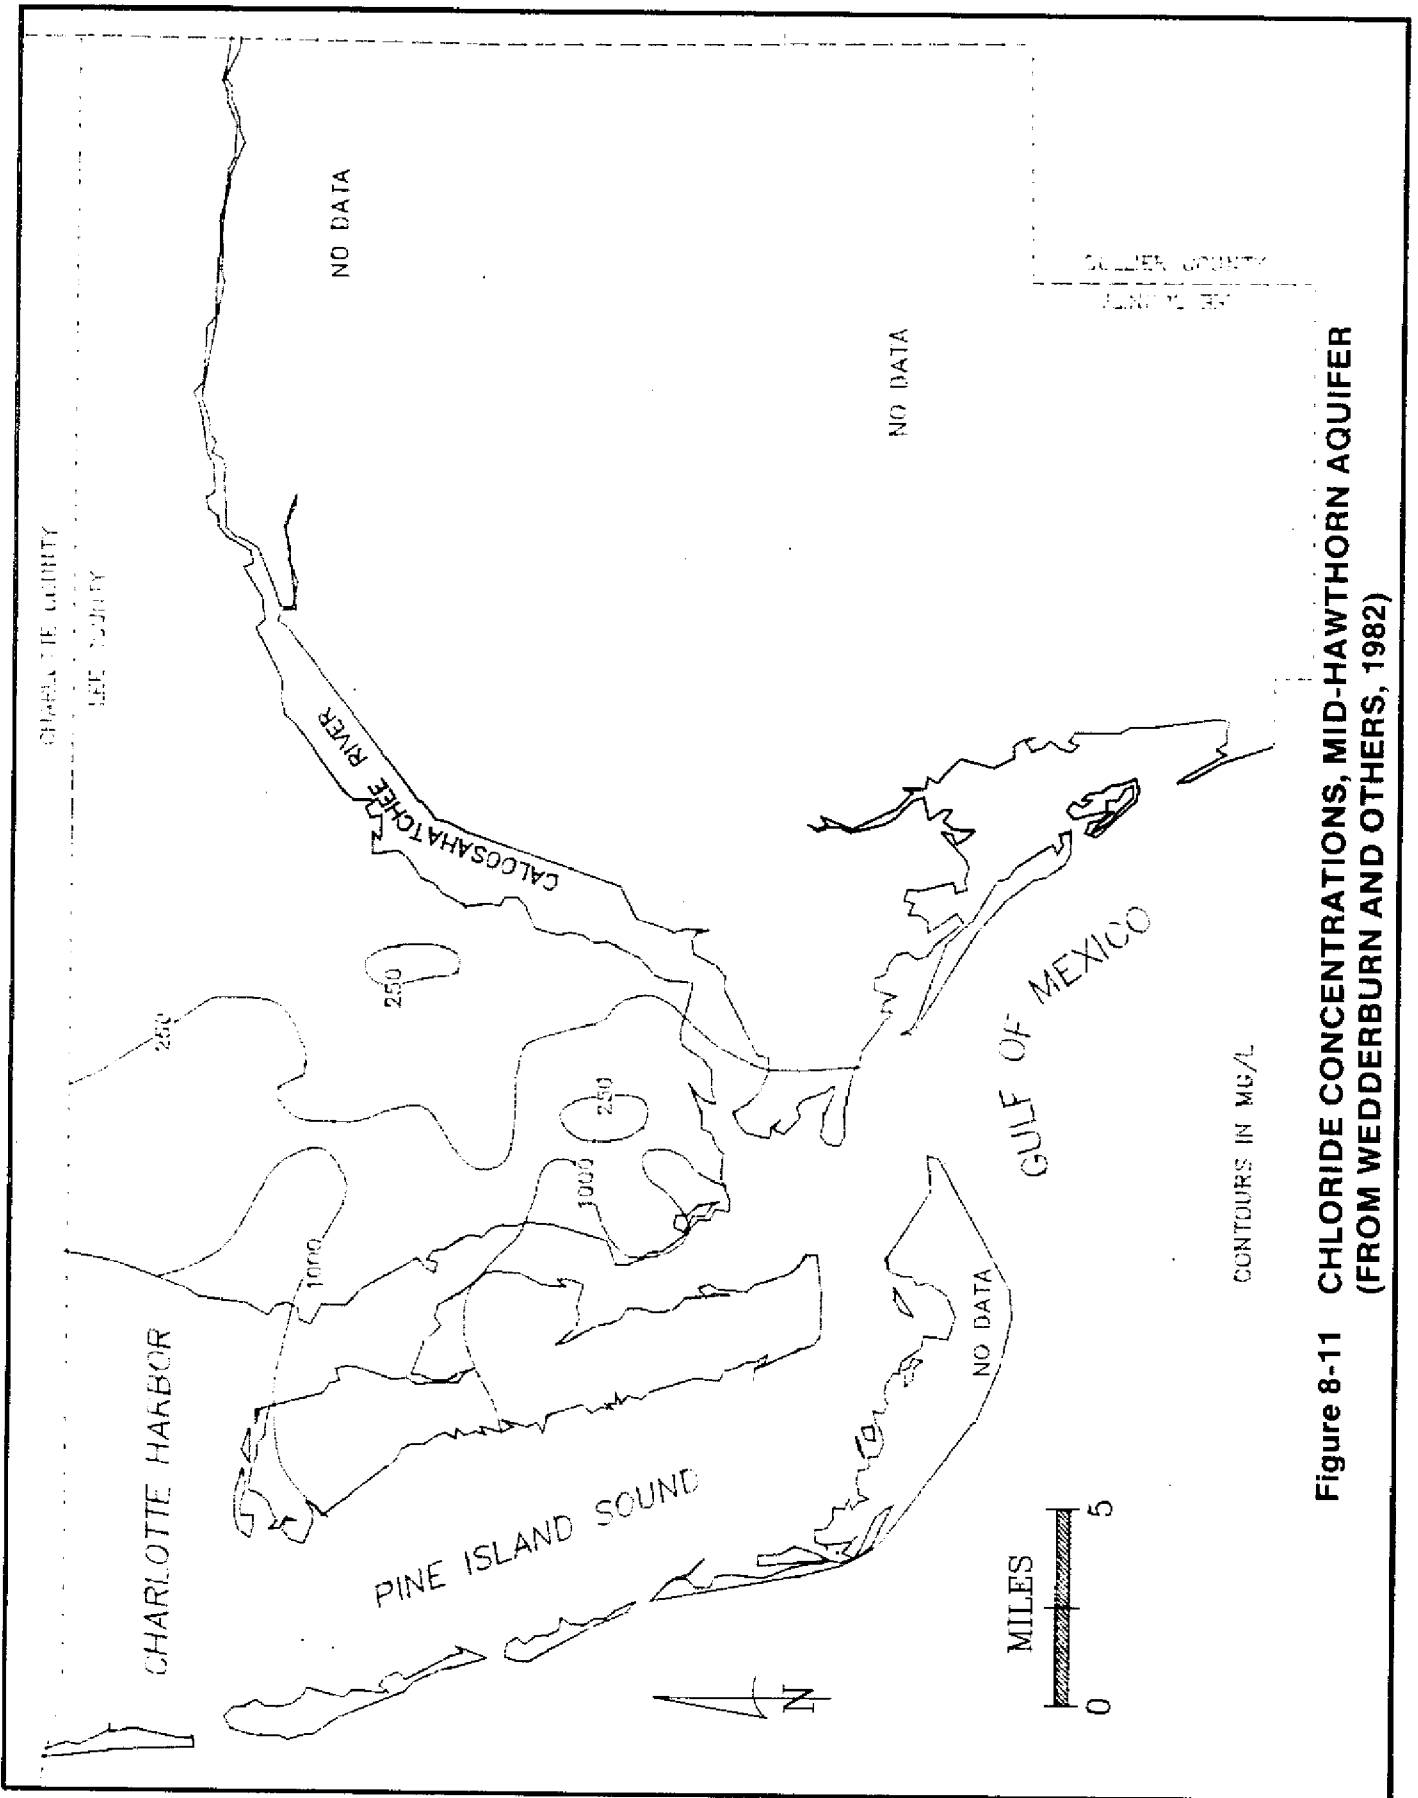 CHARLOTTE COUNTY
LEE COUNTY
NO DATA
CALOOSAHATCHEE RIVER
250
250
250
1000
1000
CHARLOTTE HARBOR
PINE ISLAND SOUND
NO DATA
COLLIER COUNTY
GULF OF MEXICO
NO DATA
N
MILES
0 5
CONTOURS IN MG/L
Figure 8-11 CHLORIDE CONCENTRATIONS, MID-HAWTHORN AQUIFER
(FROM WEDDERBURN AND OTHERS, 1982)